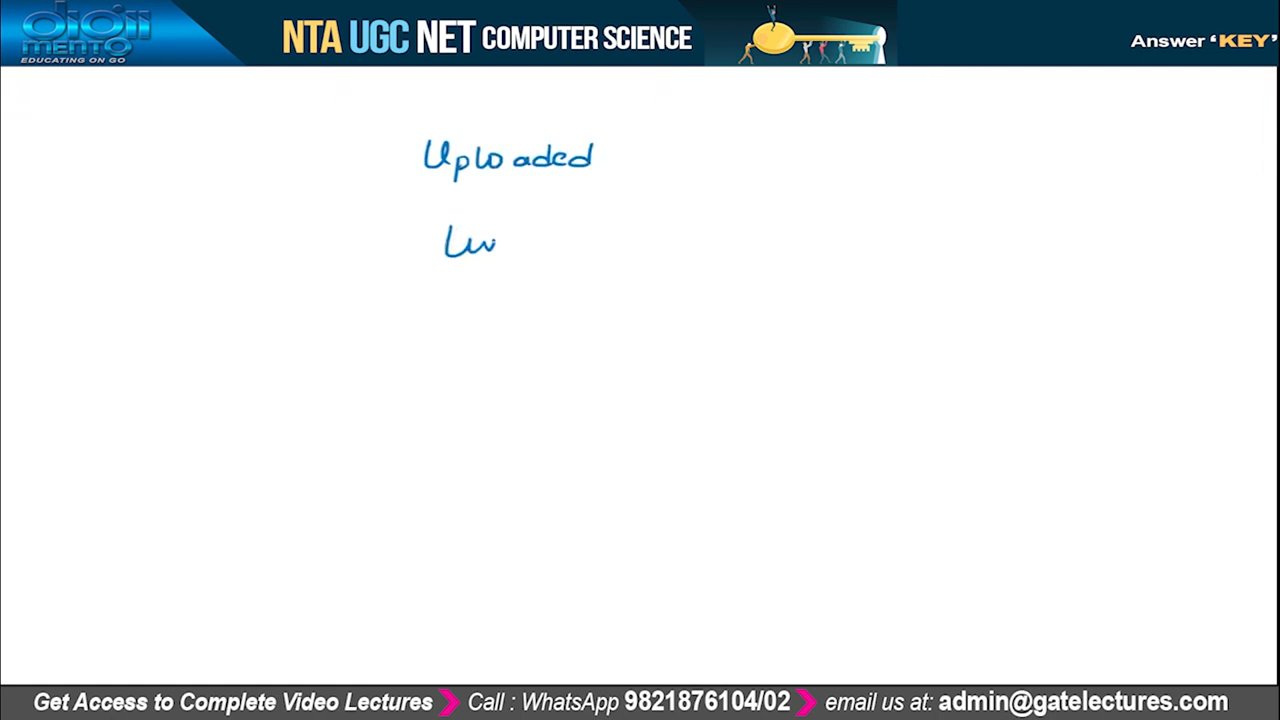 digii
MENTO
EDUCATING ON GO
NTA UGC NET COMPUTER SCIENCE
Answer ‘KEY’
Uploaded
Get Access to Complete Video Lectures Call : WhatsApp 9821876104/02 email us at: admin@gatelectures.com